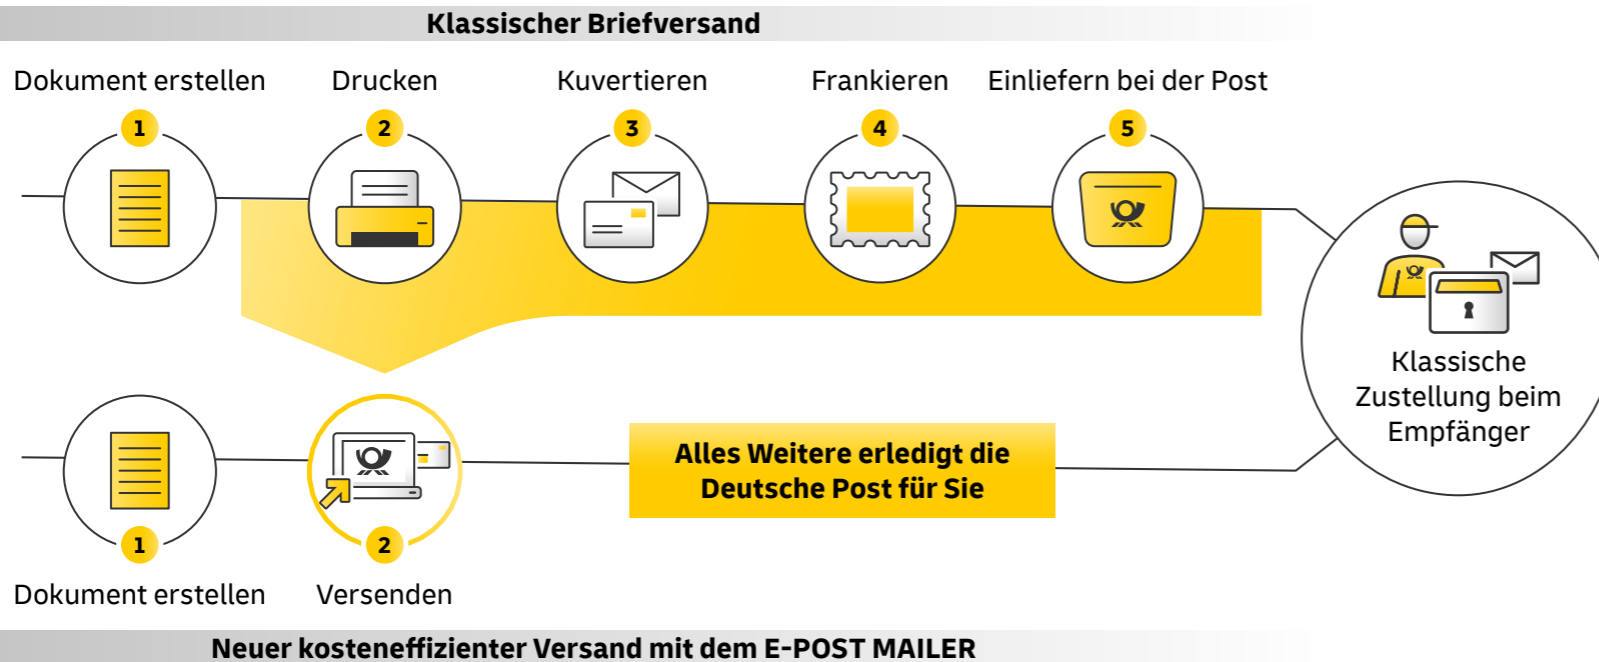 Klassischer Briefversand
Dokument erstellen
Drucken
Kuvertieren
Frankieren
Einliefern bei der Post
1
2
3
4
5
Klassische
Zustellung beim
Empfänger
Alles Weitere erledigt die
Deutsche Post für Sie
1
2
Dokument erstellen
Versenden
Neuer kosteneffizienter Versand mit dem E-POST MAILER